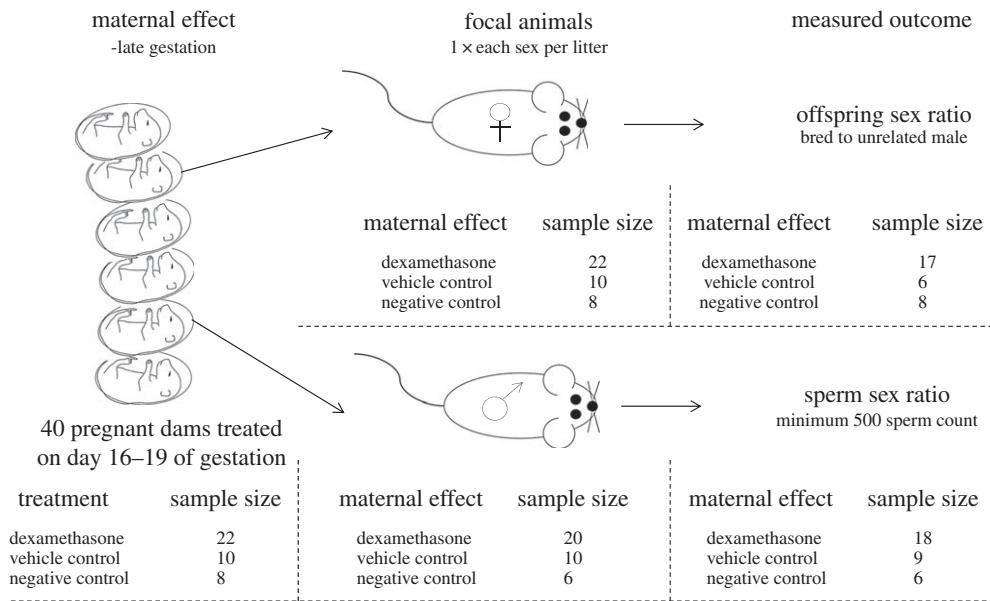 maternal effect
-late gestation
focal animals
1 × each sex per litter
measured outcome
offspring sex ratio
bred to unrelated male
maternal effect sample size
dexamethasone 22
vehicle control 10
negative control 8
maternal effect sample size
dexamethasone 17
vehicle control 6
negative control 8
sperm sex ratio
minimum 500 sperm count
40 pregnant dams treated
on day 16–19 of gestation
treatment sample size
dexamethasone 22
vehicle control 10
negative control 8
maternal effect sample size
dexamethasone 20
vehicle control 10
negative control 6
maternal effect sample size
dexamethasone 18
vehicle control 9
negative control 6